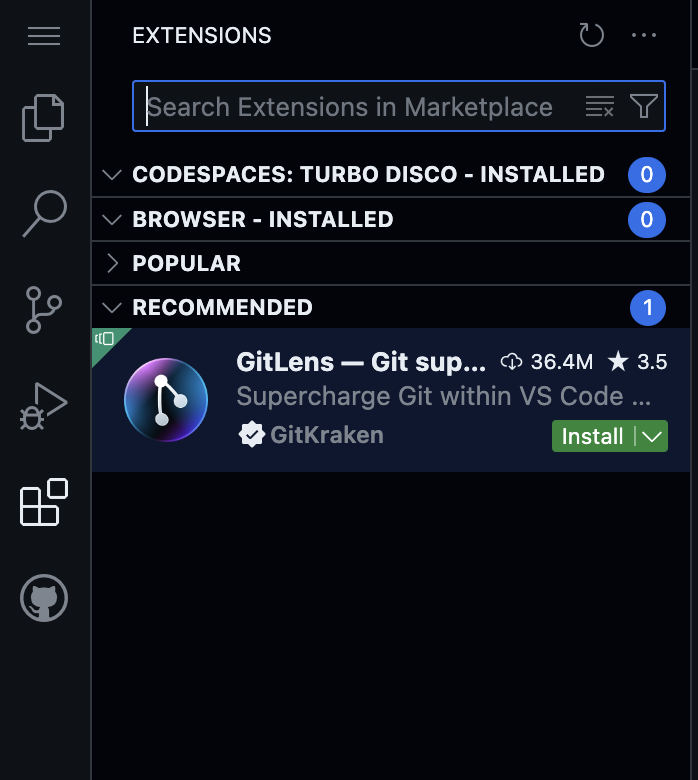 EXTENSIONS
Search Extensions in Marketplace
CODESPACES: TURBO DISCO - INSTALLED 0
BROWSER - INSTALLED 0
POPULAR
RECOMMENDED 1
GitLens — Git sup... 36.4M ★ 3.5
Supercharge Git within VS Code ...
GitKraken Install